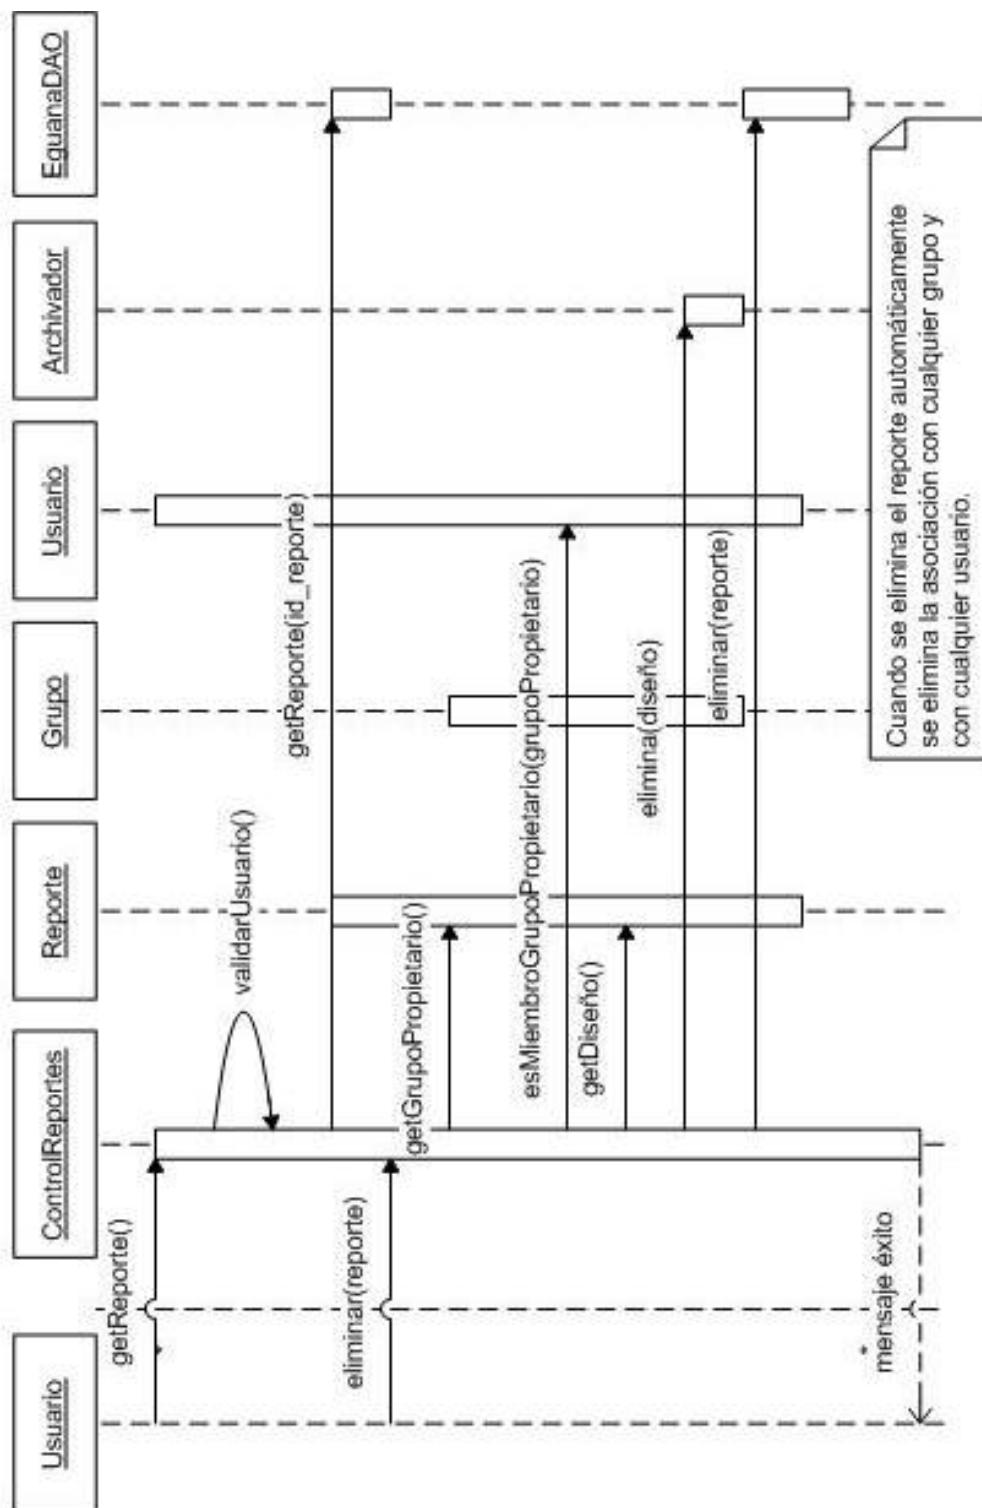 Usuario
ControlReportes
Reporte
Grupo
Usuario
Archivador
EguanaDAO
getReporte()
validarUsuario()
getReporte(id_reporte)
eliminar(reporte)
getGrupoPropietario()
esMiembroGrupoPropietario(grupoPropietario)
getDiseño()
elimina(diseño)
eliminar(reporte)
*
*
mensaje éxito
Cuando se elimina el reporte automáticamente
se elimina la asociación con cualquier grupo y
con cualquier usuario.